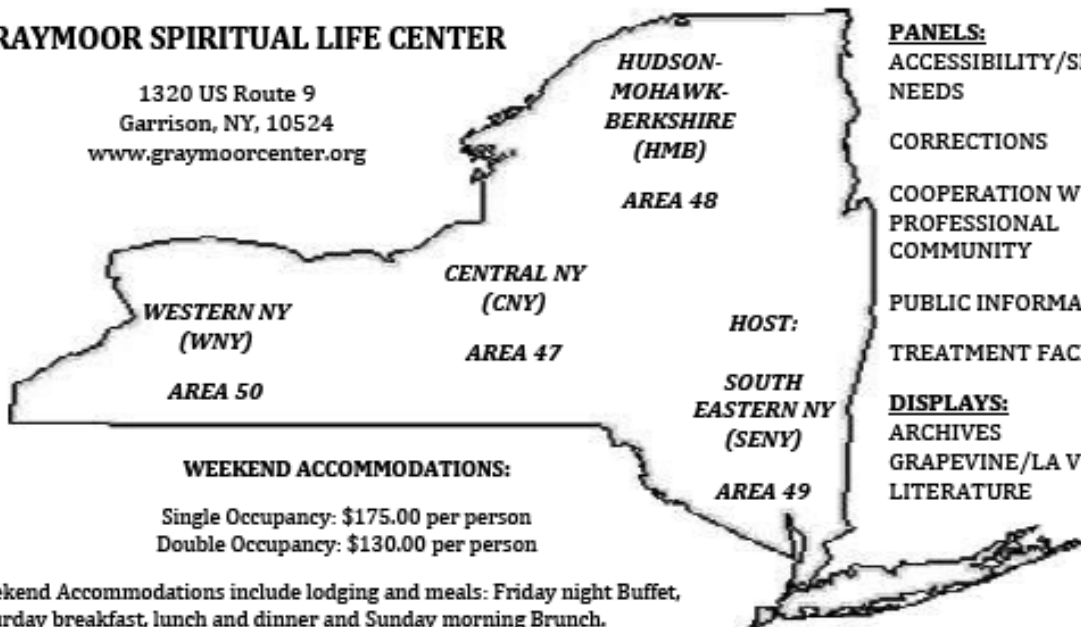 RAYMOOR SPIRITUAL LIFE CENTER
1320 US Route 9
Garrison, NY, 10524
www.graymoorcenter.org
HUDSON-
MOHAWK-
BERKSHIRE
(HMB)
AREA 48
CENTRAL NY
(CNY)
AREA 47
WESTERN NY
(WNY)
AREA 50
HOST:
SOUTH
EASTERN NY
(SENY)
AREA 49
PANELS:
ACCESSIBILITY/
NEEDS
CORRECTIONS
COOPERATION W
PROFESSIONAL
COMMUNITY
PUBLIC INFORMA
TREATMENT FAC
DISPLAYS:
ARCHIVES
GRAPEVINE/LA V
LITERATURE
WEEKEND ACCOMMODATIONS:
Single Occupancy: $175.00 per person
Double Occupancy: $130.00 per person
ekend Accommodations include lodging and meals: Friday night Buffet,
urday breakfast, lunch and dinner and Sunday morning Brunch.